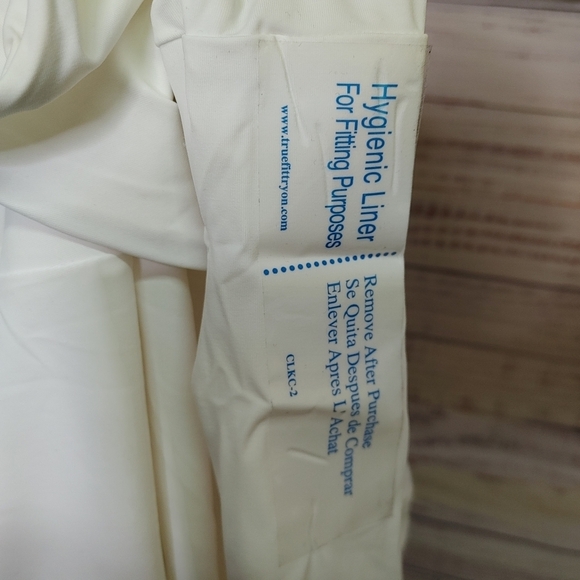 Hygienic Liner
For Fitting Purposes
www.truefittryon.com
Remove After Purchase
Se Quita Despues de Comprar
Enlever Apres L'Achat
CLKC-2